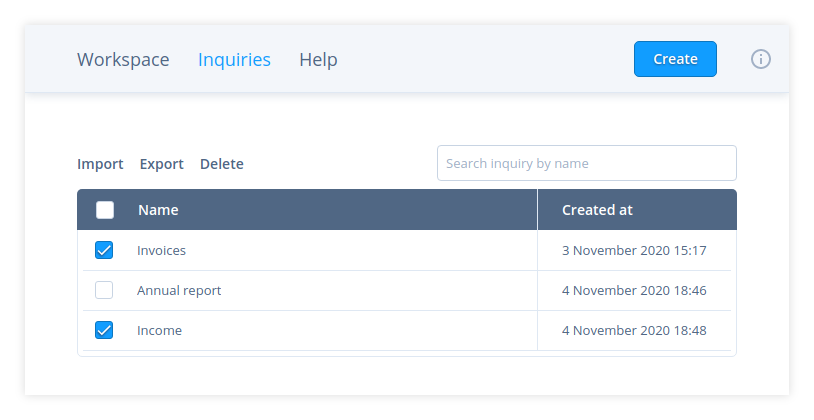 Workspace Inquiries Help Create
Import Export Delete Search inquiry by name
Name Created at
Invoices 3 November 2020 15:17
Annual report 4 November 2020 18:46
Income 4 November 2020 18:48